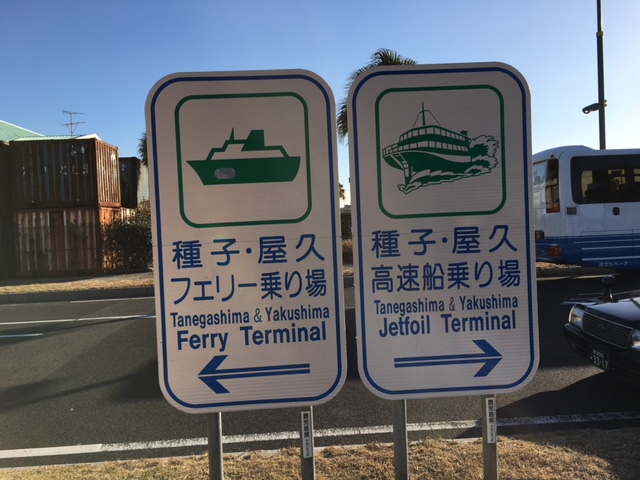 種子・屋久
フェリー乗り場
Tanegashima & Yakushima
Ferry Terminal
種子・屋久
高速船乗り場
Tanegashima & Yakushima
Jetfoil Terminal